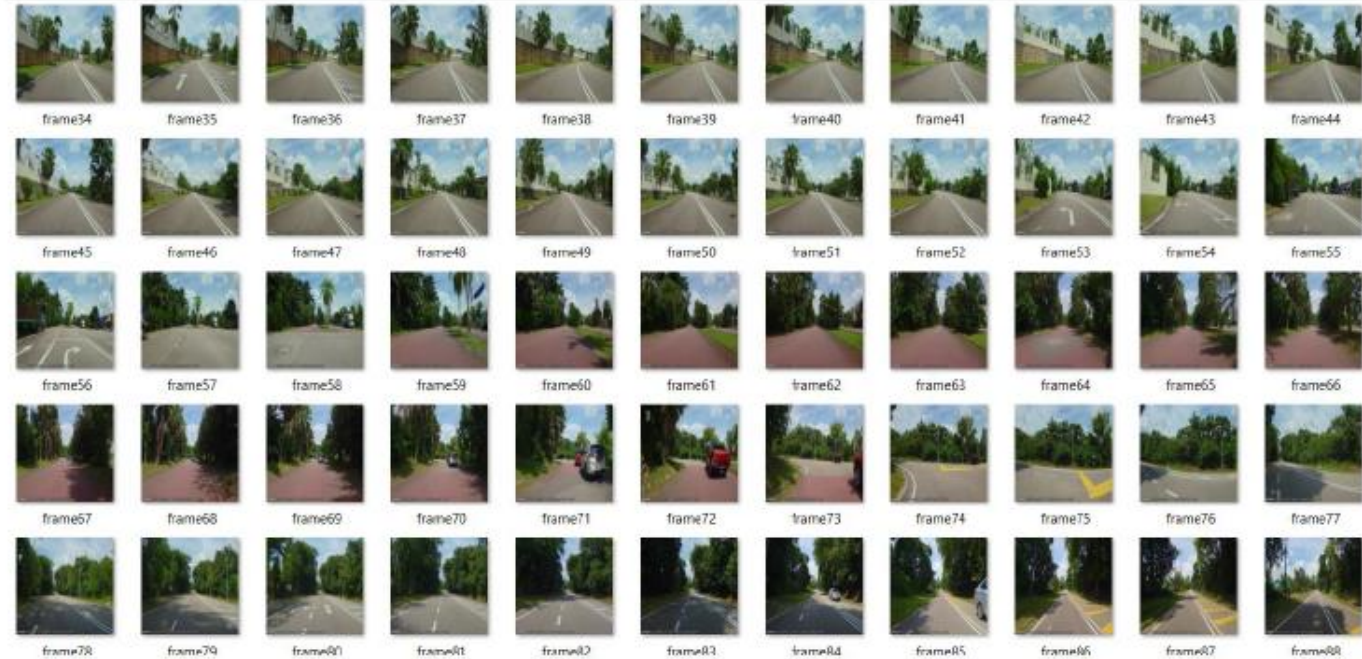 frame34 frame35 frame36 frame37 frame38 frame39 frame40 frame41 frame42 frame43 frame44
frame45 frame46 frame47 frame48 frame49 frame50 frame51 frame52 frame53 frame54 frame55
frame56 frame57 frame58 frame59 frame60 frame61 frame62 frame63 frame64 frame65 frame66
frame67 frame68 frame69 frame70 frame71 frame72 frame73 frame74 frame75 frame76 frame77
frame78 frame79 frame80 frame81 frame82 frame83 frame84 frame85 frame86 frame87 frame88